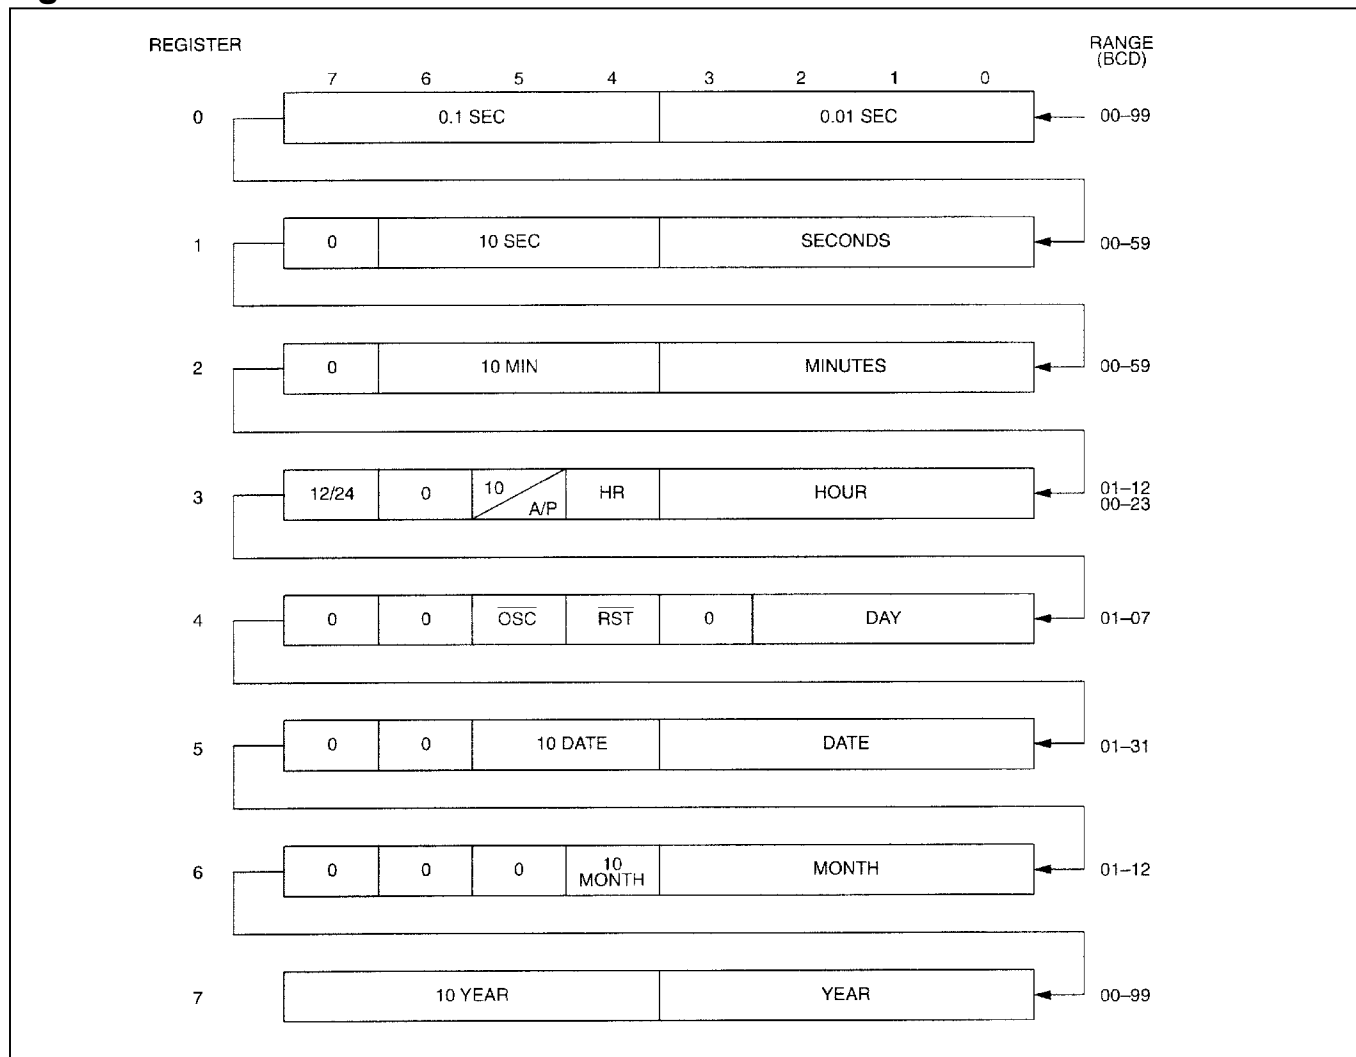 REGISTER
RANGE
(BCD)
7 6 5 4 3 2 1 0
0 0.1 SEC 0.01 SEC 00–99
1 0 10 SEC SECONDS 00–59
2 0 10 MIN MINUTES 00–59
3 12/24 0 10 A/P HR HOUR 01–12
00–23
4 0 0 OSC RST 0 DAY 01–07
5 0 0 10 DATE DATE 01–31
6 0 0 0 10 MONTH MONTH 01–12
7 10 YEAR YEAR 00–99